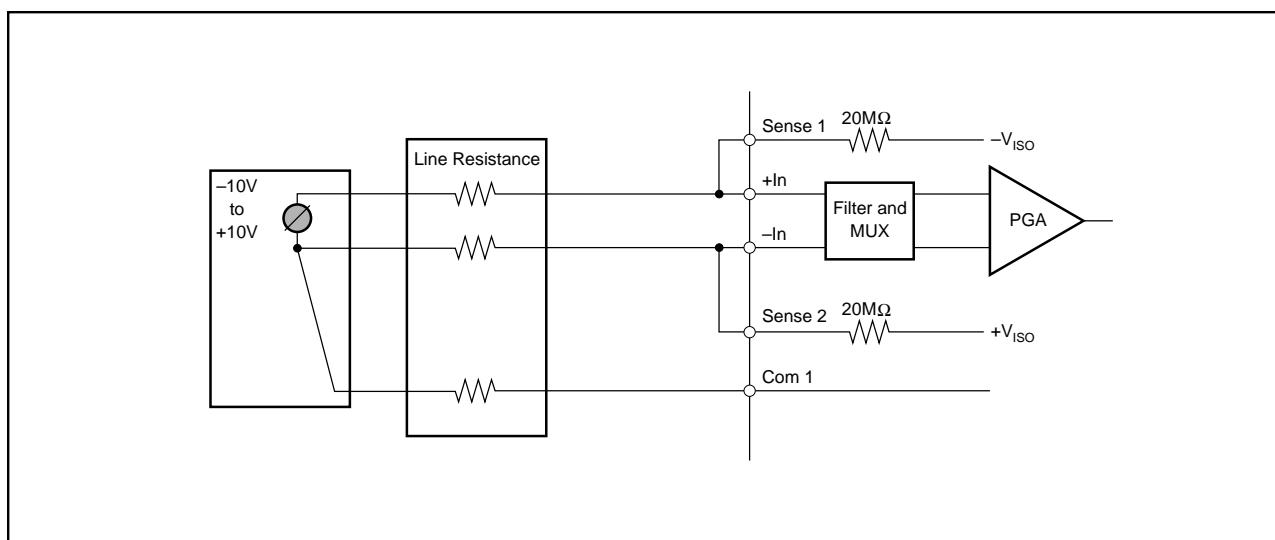 Sense 1
20MΩ
–V_ISO
Line Resistance
–10V
to
+10V
+In
Filter and
MUX
PGA
–In
Sense 2
20MΩ
+V_ISO
Com 1